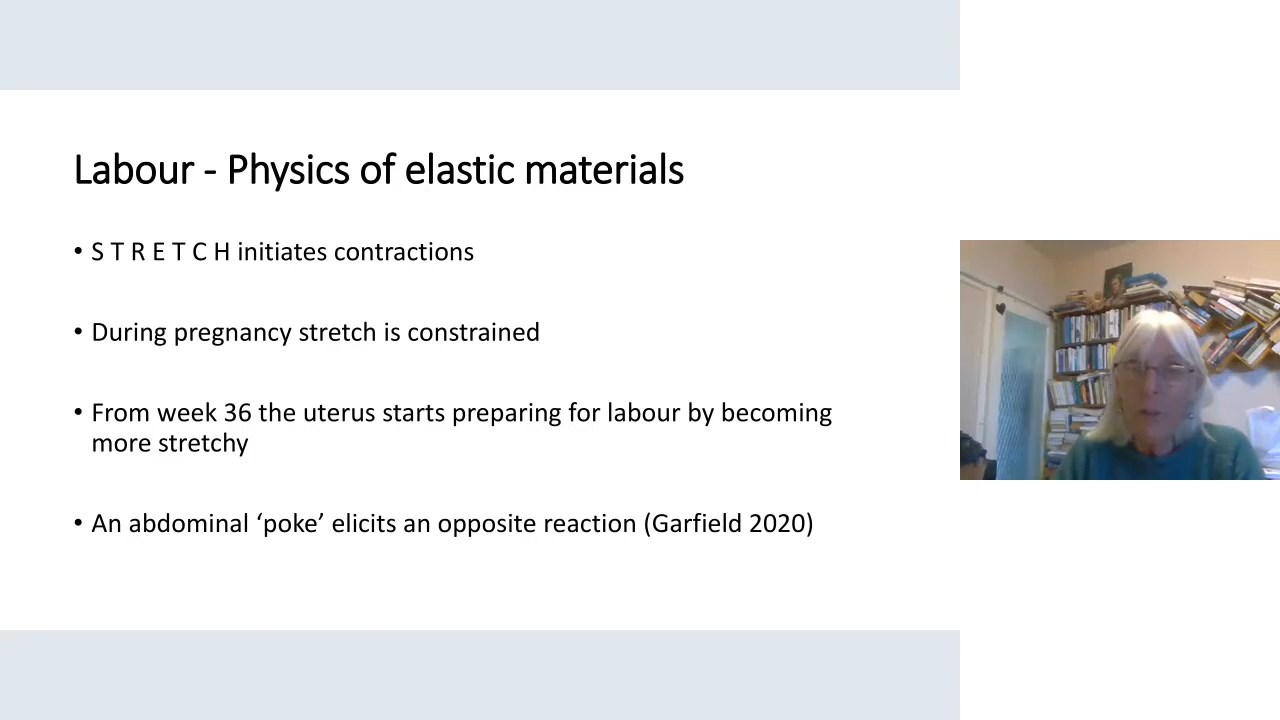 Labour - Physics of elastic materials
• S T R E T C H initiates contractions
• During pregnancy stretch is constrained
• From week 36 the uterus starts preparing for labour by becoming
more stretchy
• An abdominal ‘poke’ elicits an opposite reaction (Garfield 2020)